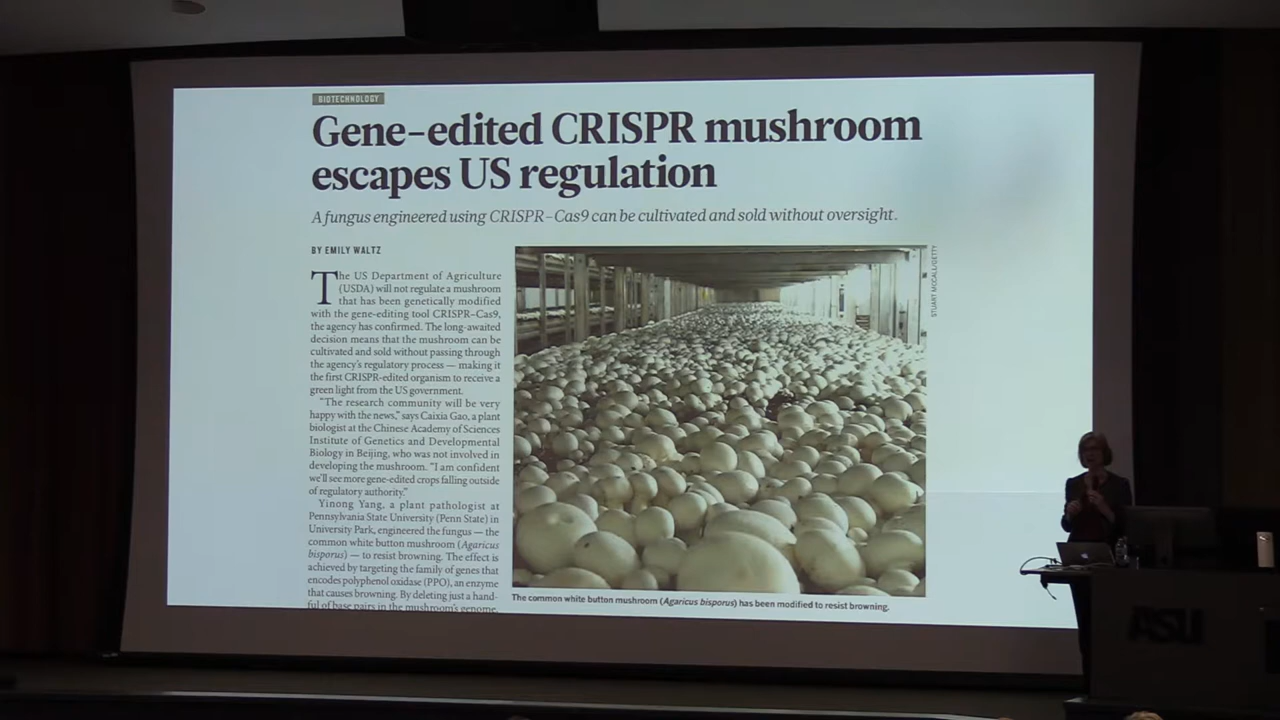 BIOTECHNOLOGY
Gene-edited CRISPR mushroom
escapes US regulation
A fungus engineered using CRISPR–Cas9 can be cultivated and sold without oversight.
BY EMILY WALTZ
The US Department of Agriculture
(USDA) will not regulate a mushroom
that has been genetically modified
with the gene-editing tool CRISPR–Cas9,
the agency has confirmed. The long-awaited
decision means that the mushroom can be
cultivated and sold without passing through
the agency's regulatory process — making it
the first CRISPR-edited organism to receive a
green light from the US government.
"The research community will be very
happy with the news," says Caixia Gao, a plant
biologist at the Chinese Academy of Sciences
Institute of Genetics and Developmental
Biology in Beijing, who was not involved in
developing the mushroom. "I am confident
we'll see more gene-edited crops falling outside
of regulatory authority."
Yinong Yang, a plant pathologist at
Pennsylvania State University (Penn State) in
University Park, engineered the fungus — the
common white button mushroom (Agaricus
bisporus) — to resist browning. The effect is
achieved by targeting the family of genes that
encodes polyphenol oxidase (PPO), an enzyme
that causes browning. By deleting just a hand-
ful of base pairs in the mushroom's genome,
STUART MCCALL/GETTY
The common white button mushroom (Agaricus bisporus) has been modified to resist browning.
ASU